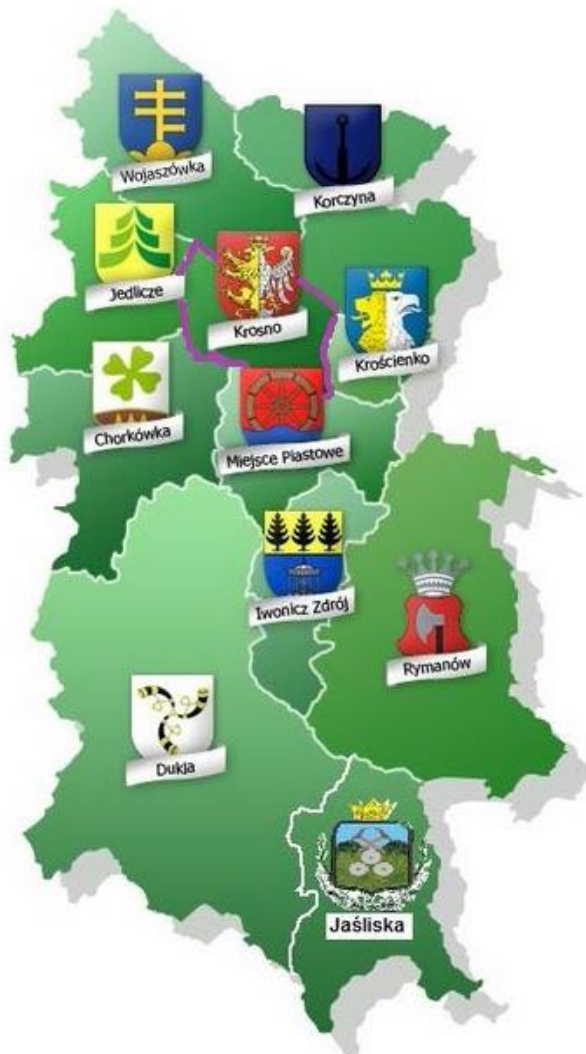 Wojaszówka
Korczyna
Jedlicze
Krosno
Krościenko
Chorkówka
Miejsce Piastowe
Iwonicz Zdrój
Rymanów
Dukla
Jaśliska